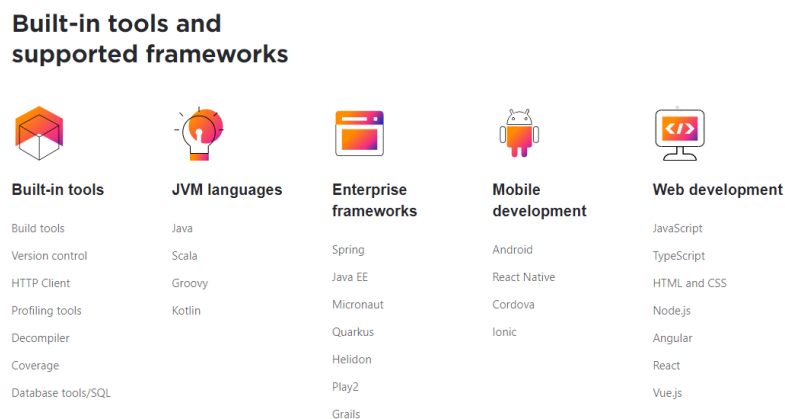 Built-in tools and
supported frameworks
</>
Built-in tools
Build tools
Version control
HTTP Client
Profiling tools
Decompiler
Coverage
Database tools/SQL
JVM languages
Java
Scala
Groovy
Kotlin
Enterprise
frameworks
Spring
Java EE
Micronaut
Quarkus
Helidon
Play2
Grails
Mobile
development
Android
React Native
Cordova
Ionic
Web development
JavaScript
TypeScript
HTML and CSS
Node.js
Angular
React
Vue.js